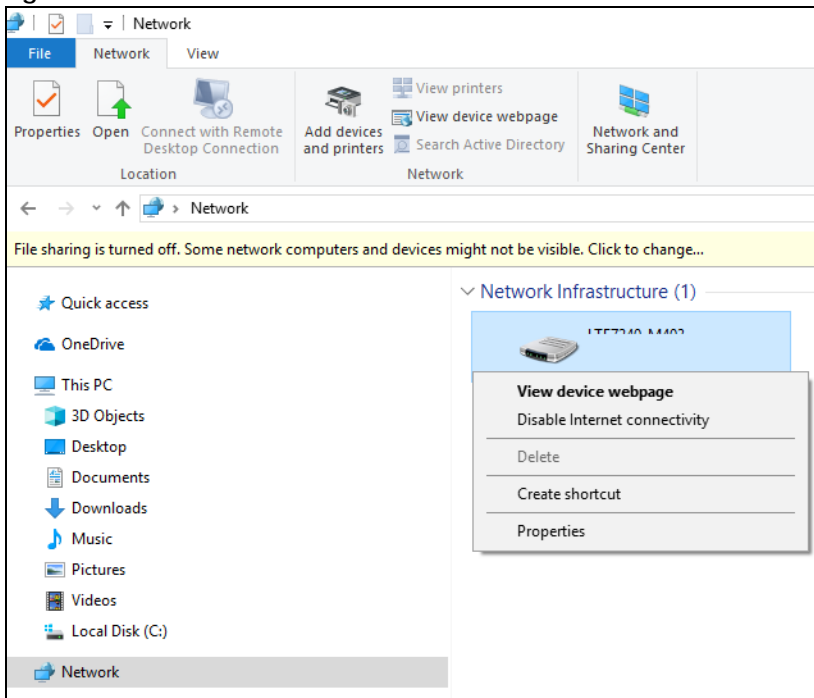 Network
File Network View
Properties Open Connect with Remote Desktop Connection
Add devices and printers
View printers
View device webpage
Search Active Directory
Network and Sharing Center
Location Network
Network
File sharing is turned off. Some network computers and devices might not be visible. Click to change...
Quick access
OneDrive
This PC
3D Objects
Desktop
Documents
Downloads
Music
Pictures
Videos
Local Disk (C:)
Network
Network Infrastructure (1)
View device webpage
Disable Internet connectivity
Delete
Create shortcut
Properties